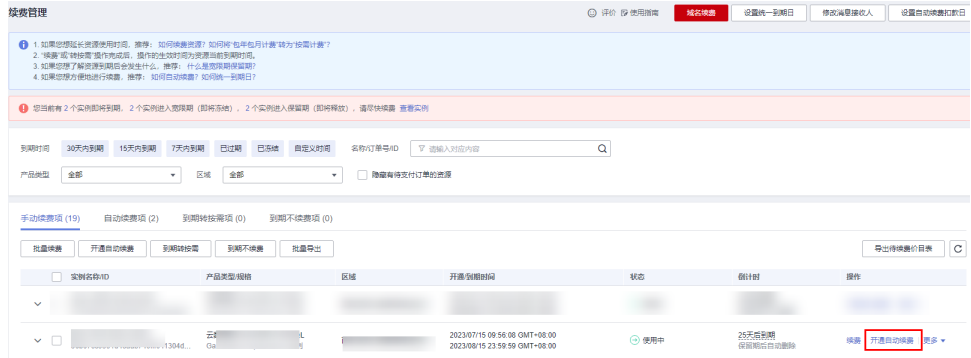 续费管理
评价 使用指南 域名续费 设置统一到期日 修改消息接收人 设置自动续费扣款日
1. 如果您想延长资源使用时间，推荐： 如何续费资源? 如何将“包年包月计费”转为“按需计费”?
2. “续费”或“转按需”操作完成后，操作的生效时间为资源当前到期时间。
3. 如果您想了解资源到期后会发生什么，推荐： 什么是宽限期保留期?
4. 如果您想方便地进行续费，推荐： 如何自动续费? 如何统一到期日?
您当前有 2 个实例即将到期， 2 个实例进入宽限期（即将冻结）， 2 个实例进入保留期（即将释放），请尽快续费 查看实例
到期时间 30天内到期 15天内到期 7天内到期 已过期 已冻结 自定义时间 名称/订单号/ID 请输入对应内容
产品类型 全部 区域 全部 隐藏有待支付订单的资源
手动续费项 (19) 自动续费项 (2) 到期转按需项 (0) 到期不续费项 (0)
批量续费 开通自动续费 到期转按需 到期不续费 批量导出 导出待续费价目表
实例名称/ID 产品类型/规格 区域 开通/到期时间 状态 倒计时 操作
2023/07/15 09:56:08 GMT+08:00 使用中 25天后到期 续费 开通自动续费 更多
2023/08/15 23:59:59 GMT+08:00 保留期后自动删除